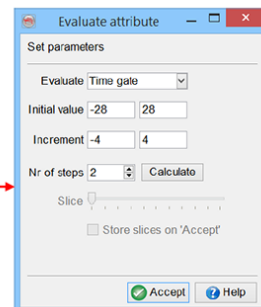 Evaluate attribute
Set parameters
Evaluate Time gate
Initial value -28 28
Increment -4 4
Nr of steps 2 Calculate
Slice
Store slices on 'Accept'
Accept Help